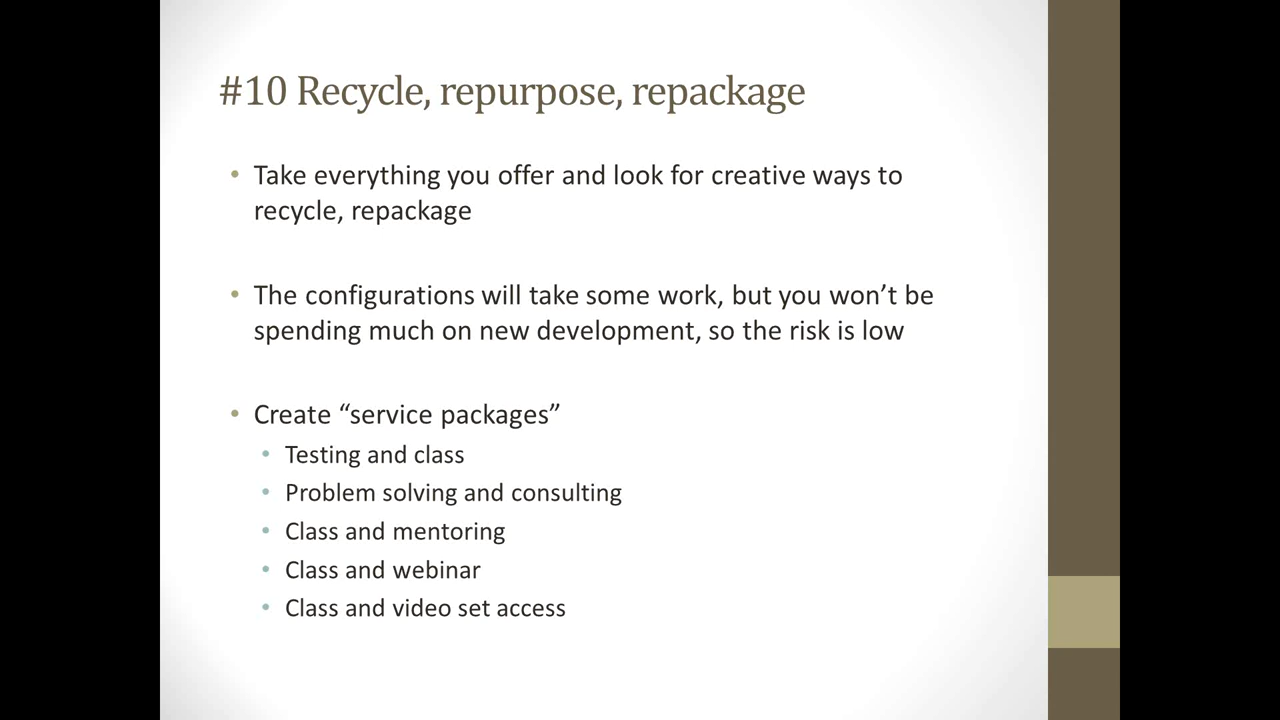 #10 Recycle, repurpose, repackage
• Take everything you offer and look for creative ways to
recycle, repackage
• The configurations will take some work, but you won’t be
spending much on new development, so the risk is low
• Create “service packages”
• Testing and class
• Problem solving and consulting
• Class and mentoring
• Class and webinar
• Class and video set access